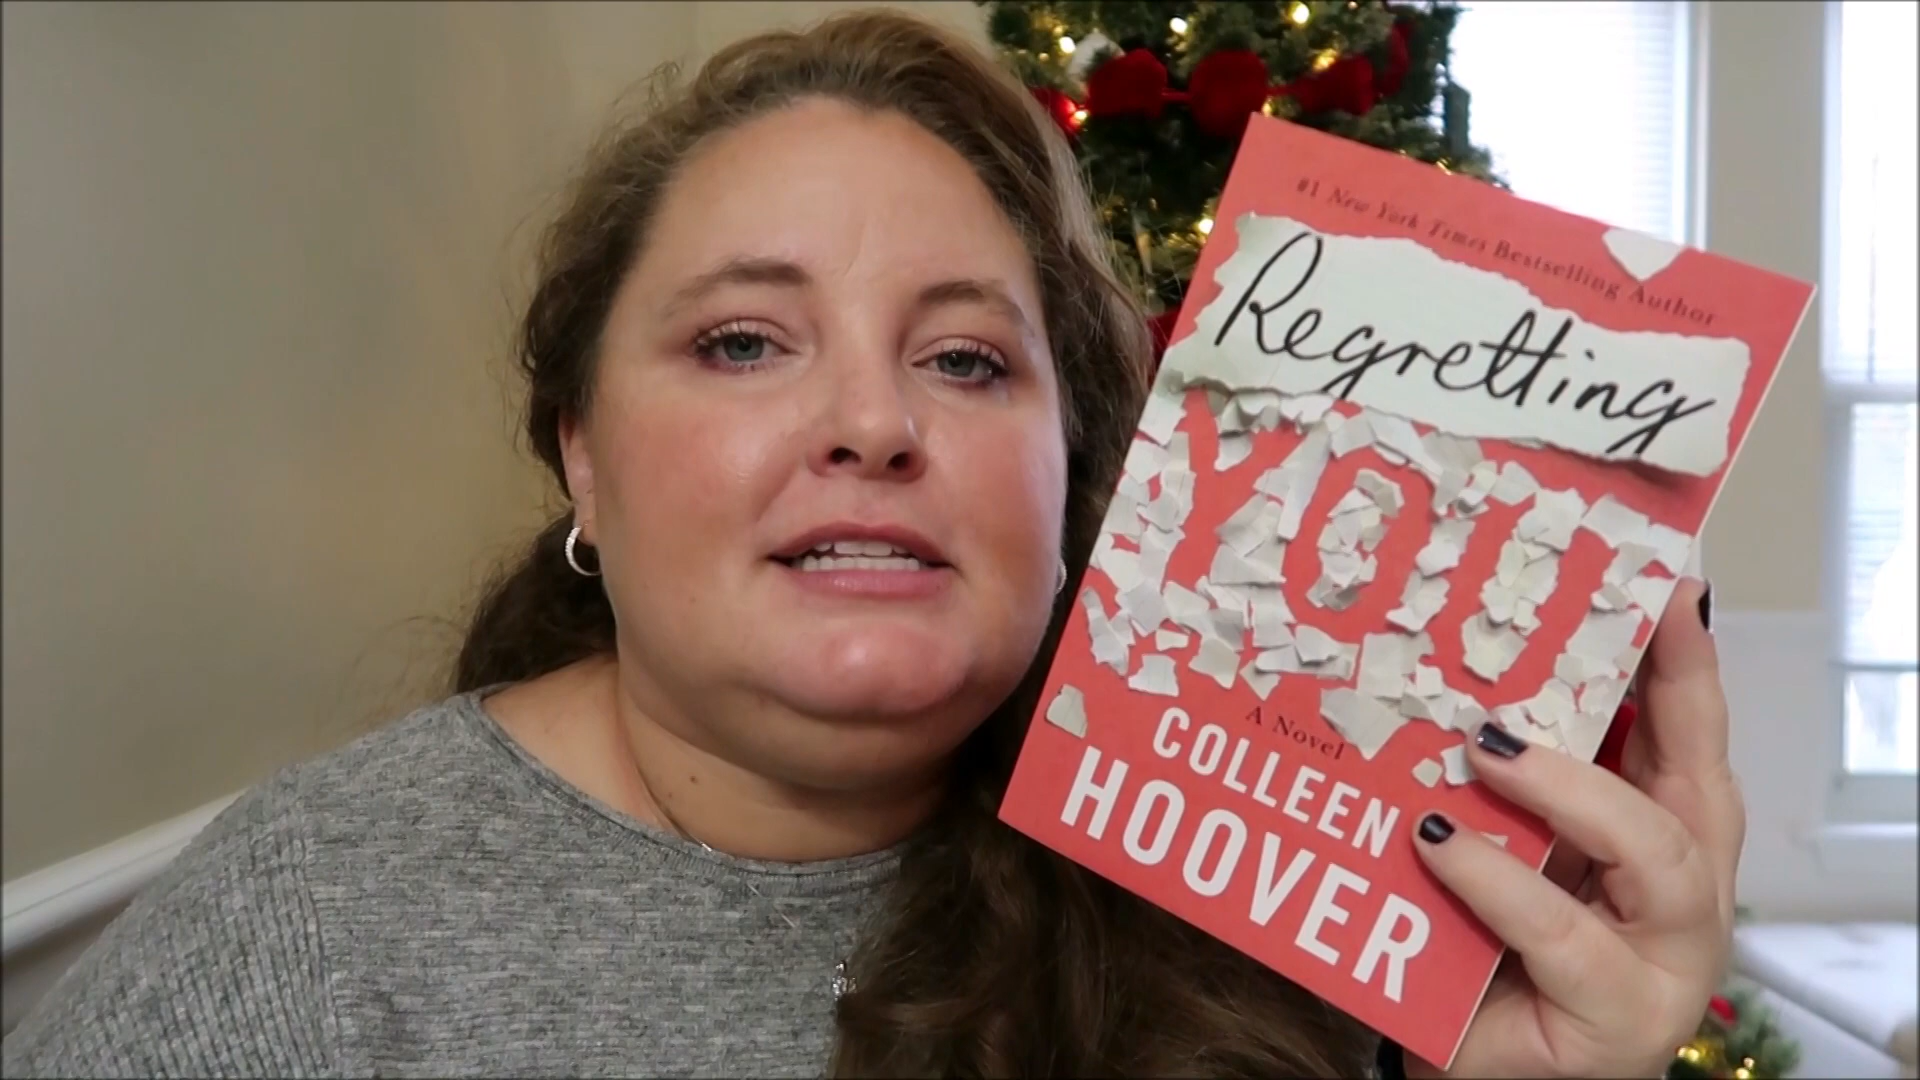 #1 New York Times Bestselling Author
Regretting
YOU
A Novel
COLLEEN
HOOVER